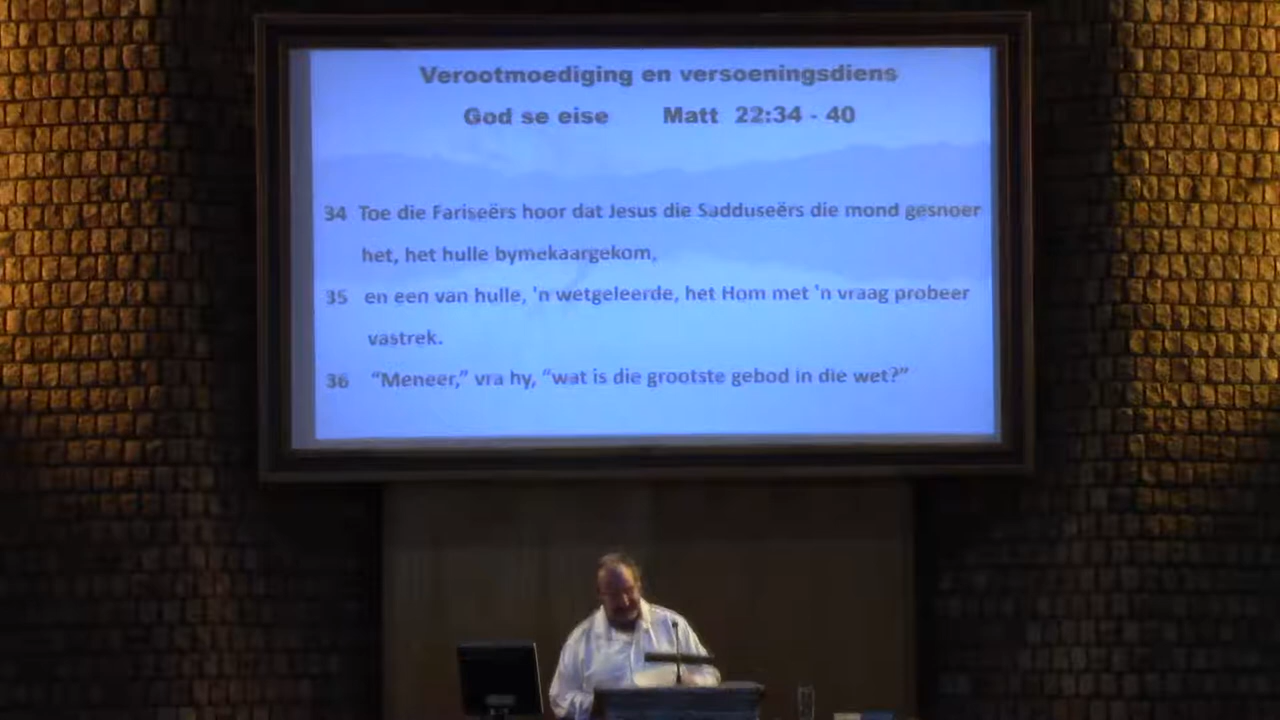 Verootmoediging en versoeningsdiens
God se eise Matt 22:34 - 40
34 Toe die Fariseërs hoor dat Jesus die Sadduseërs die mond gesnoer
het, het hulle bymekaargekom,
35 en een van hulle, 'n wetgeleerde, het Hom met 'n vraag probeer
vastrek.
36 “Meneer,” vra hy, “wat is die grootste gebod in die wet?”